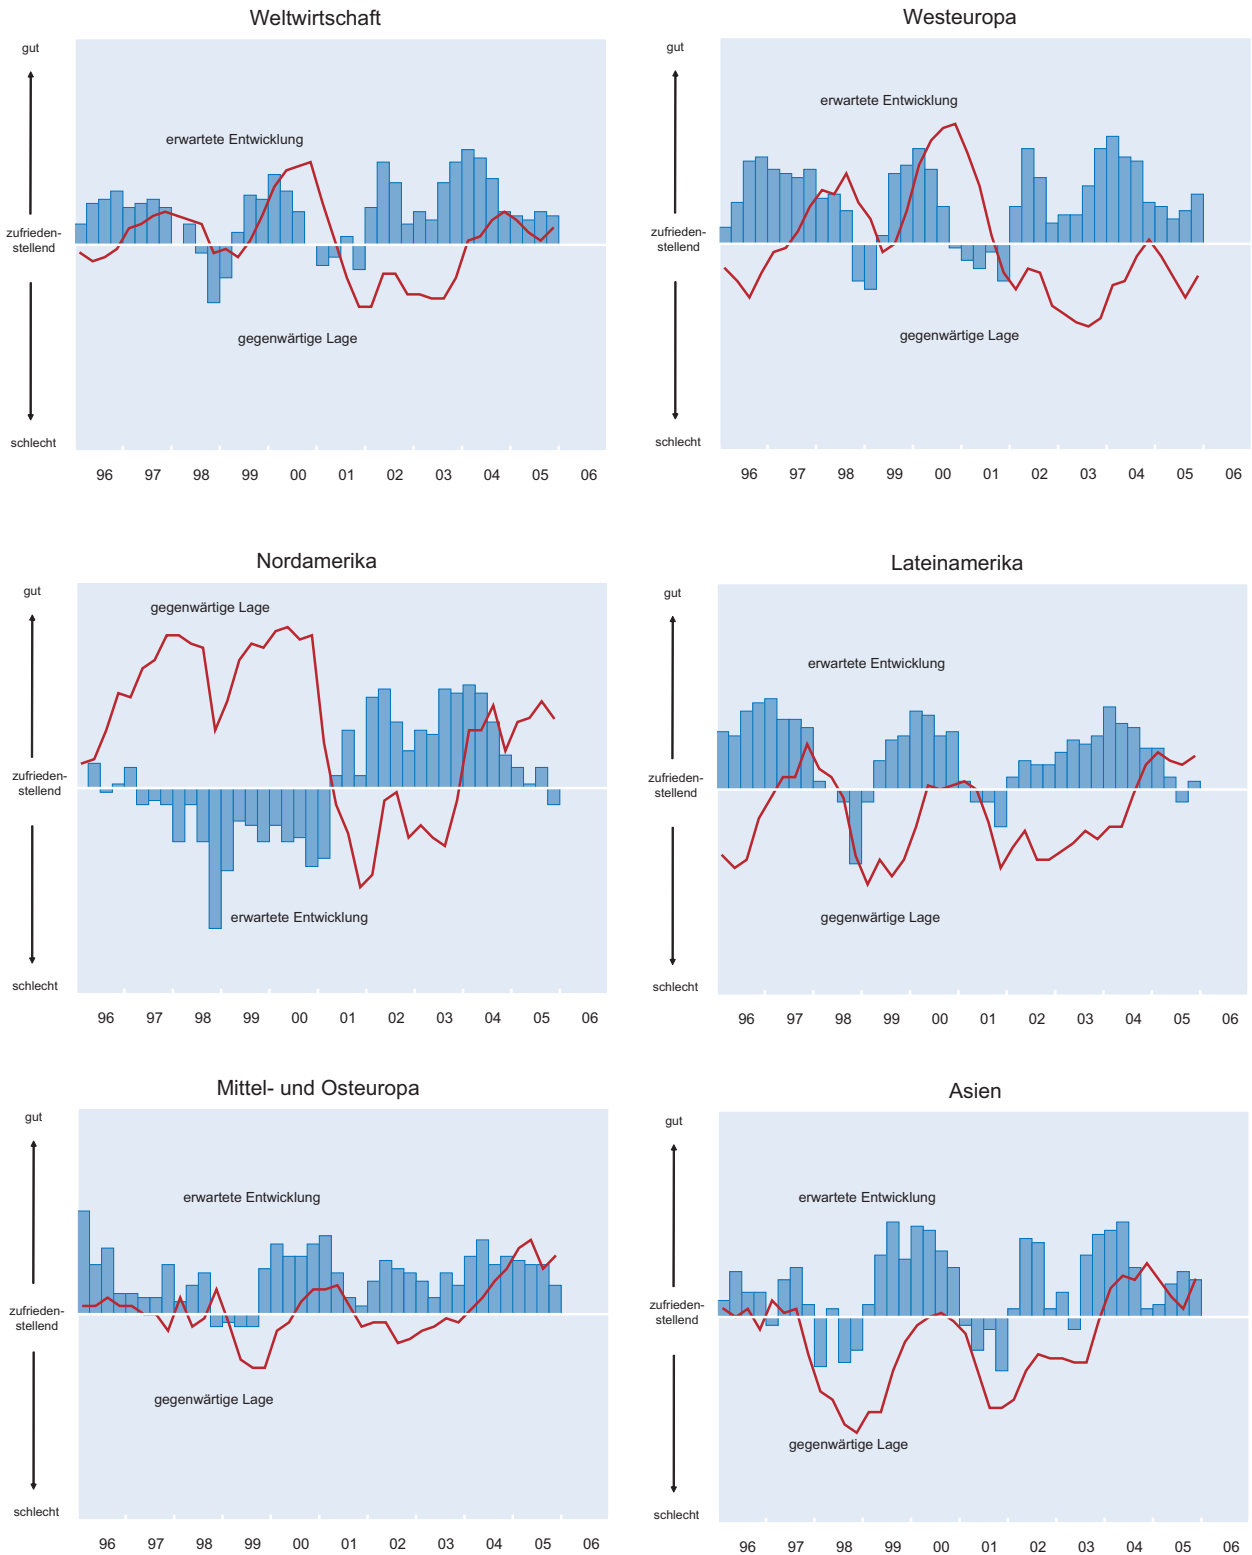 Weltwirtschaft
gut
erwartete Entwicklung
zufrieden-
stellend
gegenwärtige Lage
schlecht
96 97 98 99 00 01 02 03 04 05 06
Westeuropa
gut
erwartete Entwicklung
zufrieden-
stellend
gegenwärtige Lage
schlecht
96 97 98 99 00 01 02 03 04 05 06
Nordamerika
gut
gegenwärtige Lage
zufrieden-
stellend
erwartete Entwicklung
schlecht
96 97 98 99 00 01 02 03 04 05 06
Lateinamerika
gut
erwartete Entwicklung
zufrieden-
stellend
gegenwärtige Lage
schlecht
96 97 98 99 00 01 02 03 04 05 06
Mittel- und Osteuropa
gut
erwartete Entwicklung
zufrieden-
stellend
gegenwärtige Lage
schlecht
96 97 98 99 00 01 02 03 04 05 06
Asien
gut
erwartete Entwicklung
zufrieden-
stellend
gegenwärtige Lage
schlecht
96 97 98 99 00 01 02 03 04 05 06